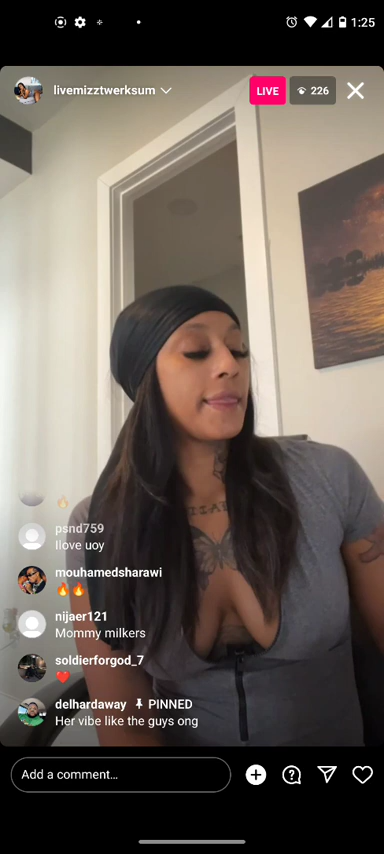 1:25
livemizztwerksum
LIVE
226
psnd759
Ilove uoy
mouhamedsharawi
🔥🔥
nijaer121
Mommy milkers
soldierforgod_7
❤️
delhardaway PINNED
Her vibe like the guys ong
Add a comment...